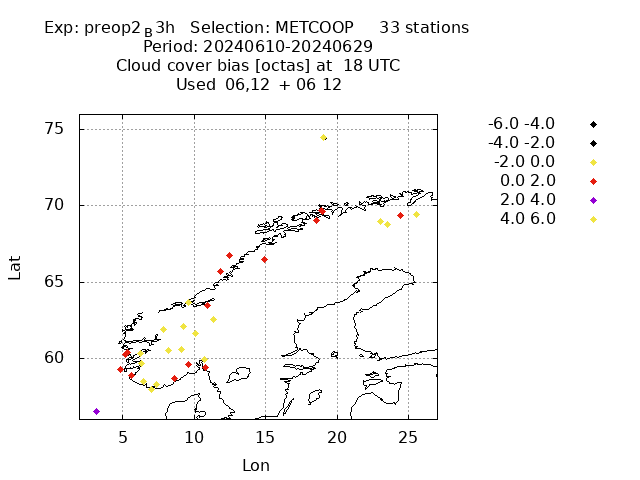 Exp: preop2_B3h Selection: METCOOP 33 stations
Period: 20240610-20240629
Cloud cover bias [octas] at 18 UTC
Used 06,12 + 06 12
75
70
65
60
5 10 15 20 25
Lat
Lon
-6.0 -4.0
-4.0 -2.0
-2.0 0.0
0.0 2.0
2.0 4.0
4.0 6.0